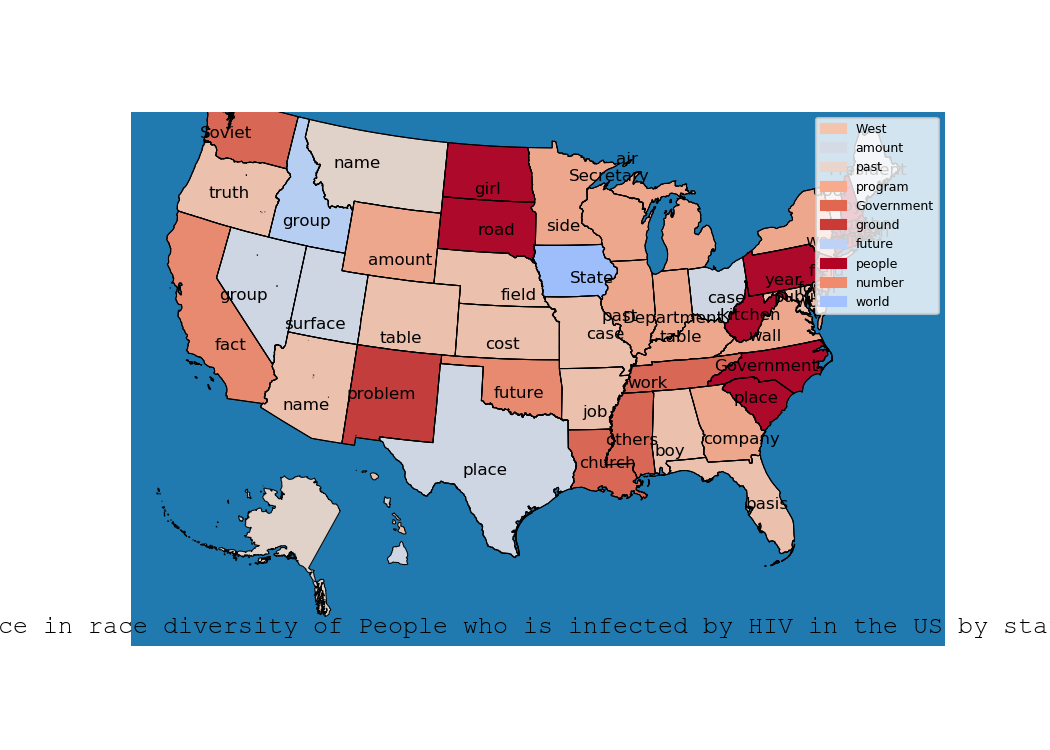 West
amount
past
program
Government
ground
future
people
number
world
Soviet
air
name
Secretary
girl
truth
group
side
road
amount
State
year
group
field
case
surface
past
Department
kitchen
fact
table
cost
case
table
wall
Government
name
problem
future
work
place
job
others
company
boy
place
church
basis
ce in race diversity of People who is infected by HIV in the US by sta